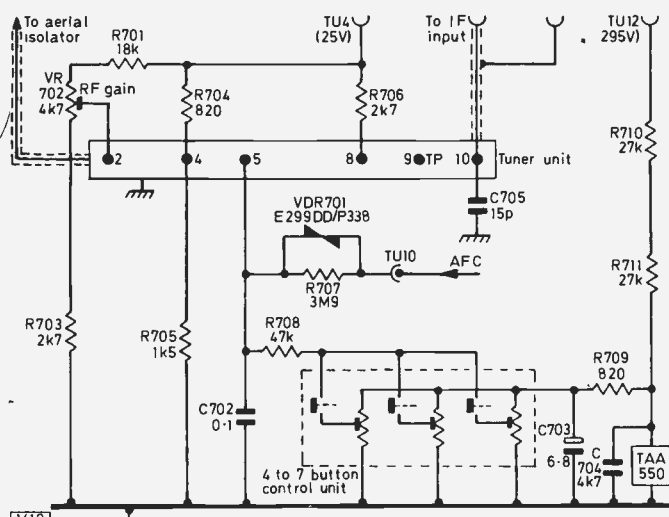 To aerial
isolator
R701
18k
TU4
(25V)
To IF
input
TU12
295V)
VR
702
4k7
RF gain
R704
820
R706
2k7
R710
27k
2
4
5
8
9
TP
10
Tuner unit
VDR701
E299DD/P338
C705
15p
TU10
AFC
R707
3M9
R711
27k
R703
2k7
R705
1k5
R708
47k
R709
820
C702
0·1
C703
6·8
C
704
4k7
TAA
550
4 to 7 button
control unit